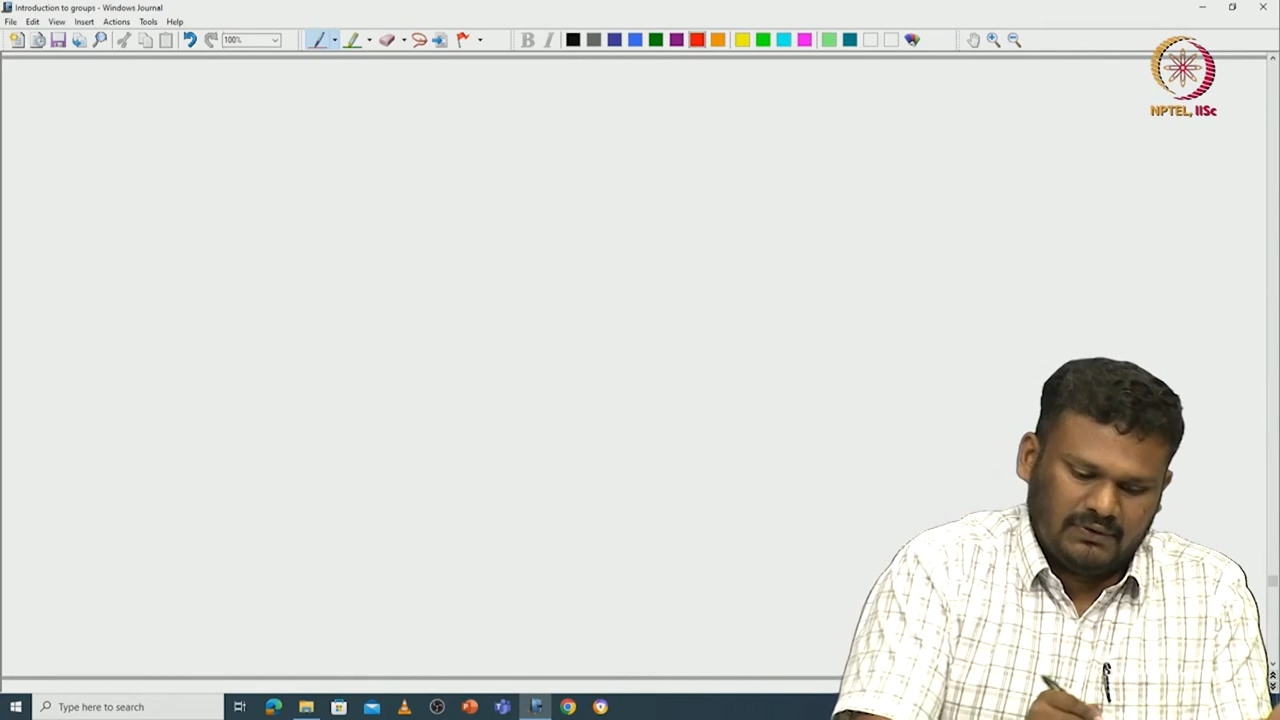 Introduction to groups - Windows Journal
File Edit View Insert Actions Tools Help
100%
B I
NPTEL, IISc
Type here to search